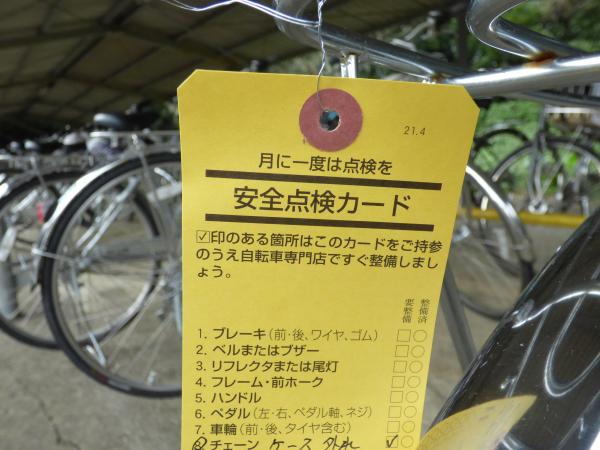 21.4
月に一度は点検を
安全点検カード
☑印のある箇所はこのカードをご持参
のうえ自転車専門店ですぐ整備しまし
ょう。
要整備 整備済
1. ブレーキ(前・後、ワイヤ、ゴム) □○
2. ベルまたはブザー □○
3. リフレクタまたは尾灯 □○
4. フレーム・前ホーク □○
5. ハンドル □○
6. ペダル(左・右、ペダル軸、ネジ) □○
7. 車輪(前・後、タイヤ含む) □○
8 チェーン ケース 外れ ☑○